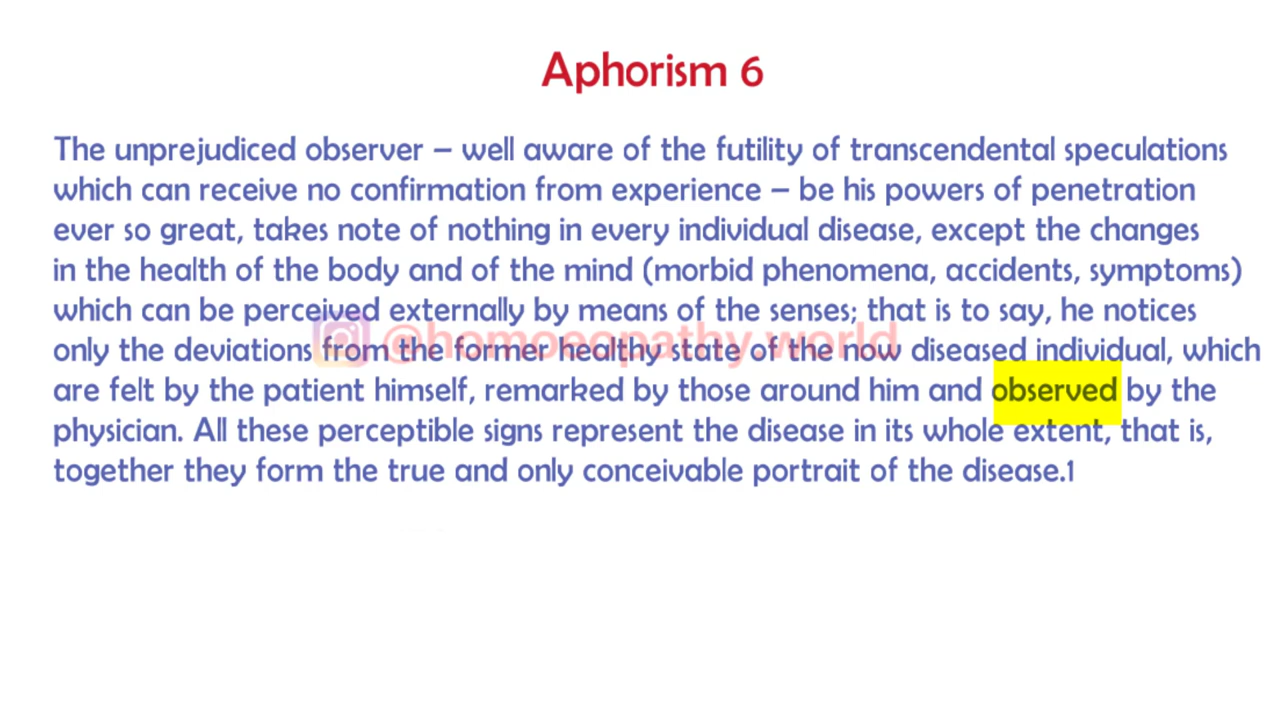 Aphorism 6
The unprejudiced observer – well aware of the futility of transcendental speculations
which can receive no confirmation from experience – be his powers of penetration
ever so great, takes note of nothing in every individual disease, except the changes
in the health of the body and of the mind (morbid phenomena, accidents, symptoms)
which can be perceived externally by means of the senses; that is to say, he notices
@homoeopathy.world
only the deviations from the former healthy state of the now diseased individual, which
are felt by the patient himself, remarked by those around him and observed by the
physician. All these perceptible signs represent the disease in its whole extent, that is,
together they form the true and only conceivable portrait of the disease.1